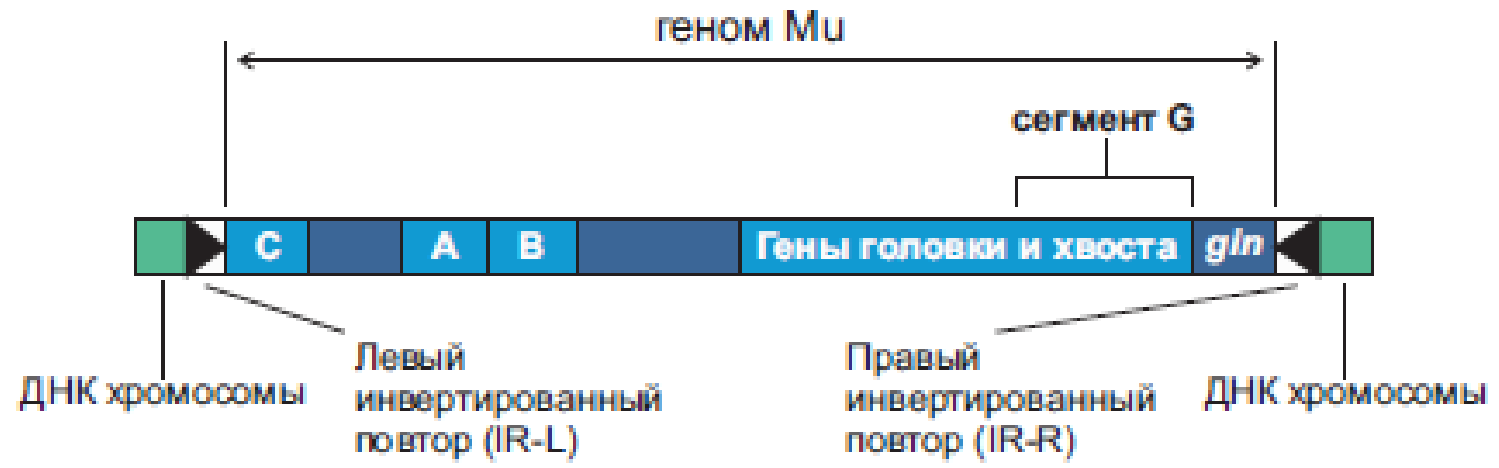 геном Mu
сегмент G
C
A
B
Гены головки и хвоста
gin
ДНК хромосомы
Левый
инвертированный
повтор (IR-L)
Правый
инвертированный
повтор (IR-R)
ДНК хромосомы